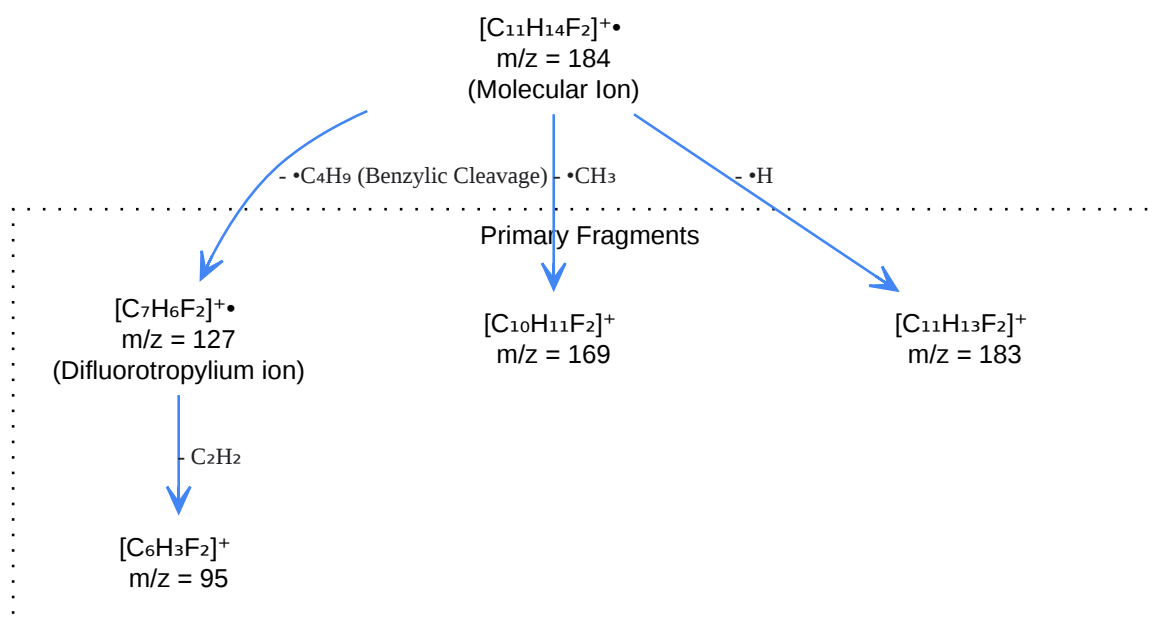 [C₁₁H₁₄F₂]⁺•
m/z = 184
(Molecular Ion)
- •C₄H₉ (Benzylic Cleavage)
- •CH₃
- •H
Primary Fragments
[C₇H₆F₂]⁺•
m/z = 127
(Difluorotropylium ion)
[C₁₀H₁₁F₂]⁺
m/z = 169
[C₁₁H₁₃F₂]⁺
m/z = 183
- C₂H₂
[C₆H₃F₂]⁺
m/z = 95